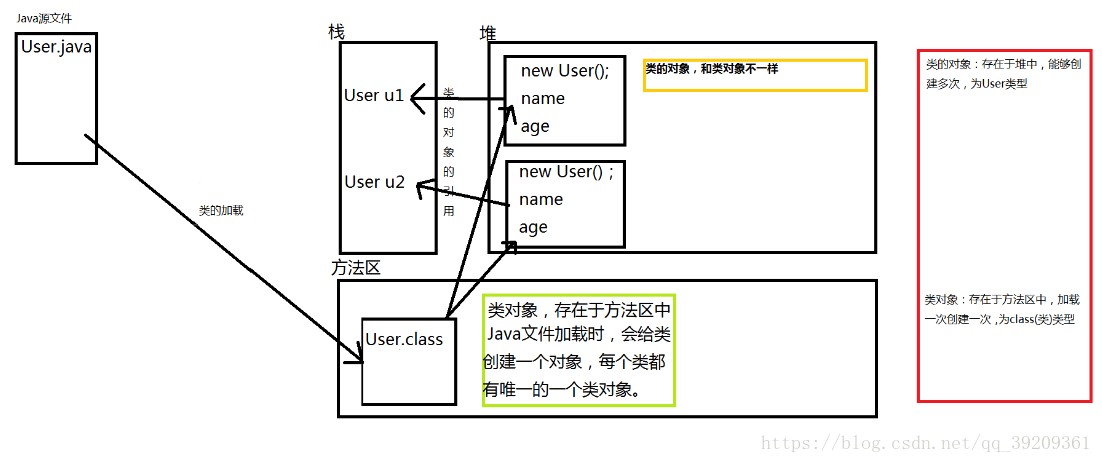 Java源文件
User.java
类的加载
栈
User u1
User u2
类的对象的引用
堆
new User();
name
age
new User() ;
name
age
类的对象，和类对象不一样
方法区
User.class
类对象，存在于方法区中
Java文件加载时，会给类
创建一个对象，每个类都
有唯一的一个类对象。
类的对象：存在于堆中，能够创
建多次，为User类型
类对象：存在于方法区中，加载
一次创建一次 ,为class(类)类型
https://blog.csdn.net/qq_39209361